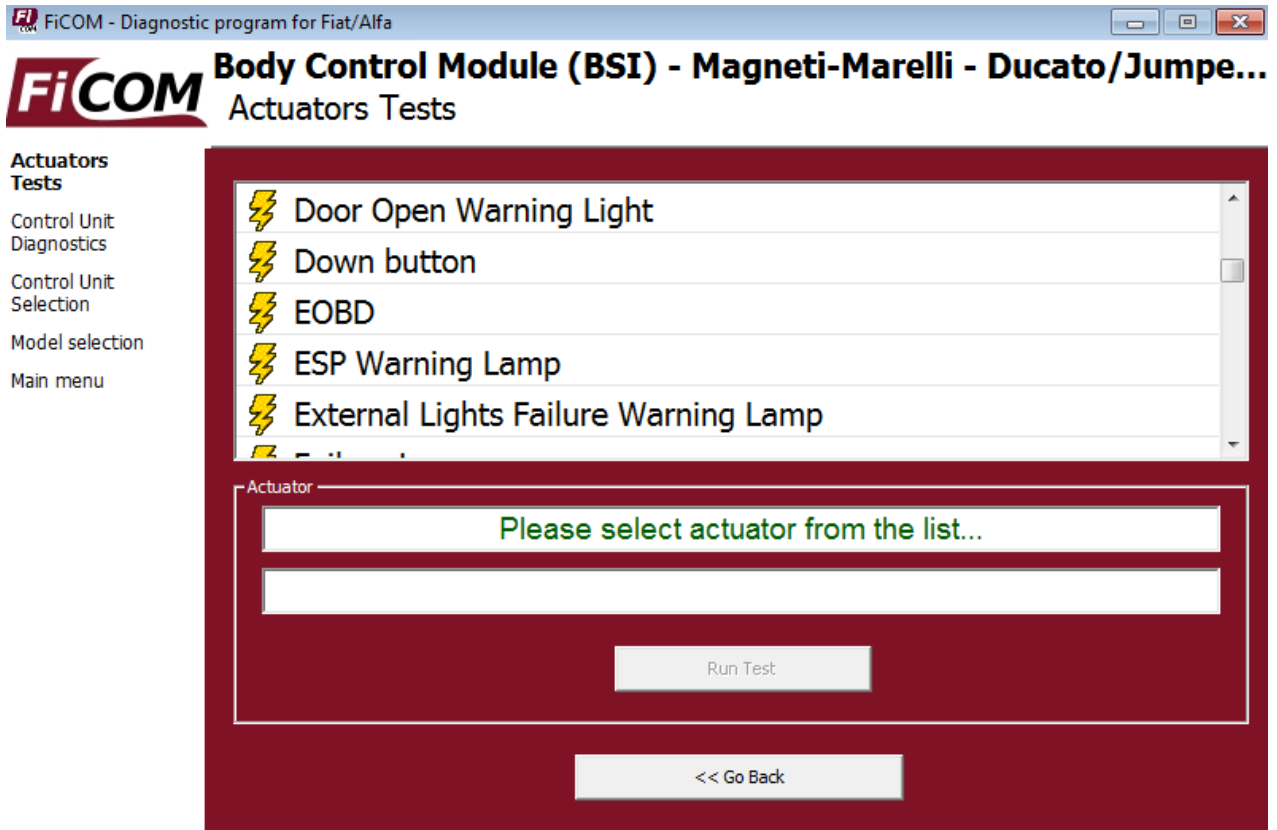 FiCOM - Diagnostic program for Fiat/Alfa
FiCOM
Body Control Module (BSI) - Magneti-Marelli - Ducato/Jumpe...
Actuators Tests
Actuators
Tests
Control Unit
Diagnostics
Control Unit
Selection
Model selection
Main menu
Door Open Warning Light
Down button
EOBD
ESP Warning Lamp
External Lights Failure Warning Lamp
Actuator
Please select actuator from the list...
Run Test
<< Go Back